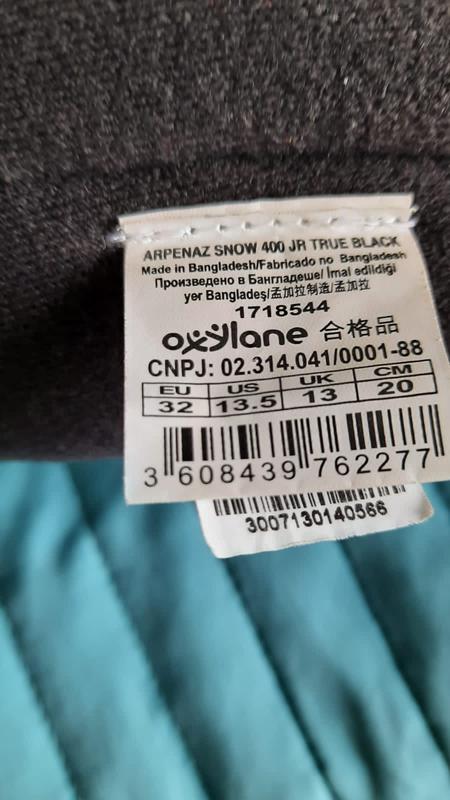 ARPENAZ SNOW 400 JR TRUE BLACK
Made in Bangladesh/Fabricado no Bangladesh
Произведено в Бангладеше/ İmal edildiği
yer Bangladeş/孟加拉制造/孟加拉
1718544
oxylane 合格品
CNPJ: 02.314.041/0001-88
EU US UK CM
32 13.5 13 20
3 608439 762277
3007130140566